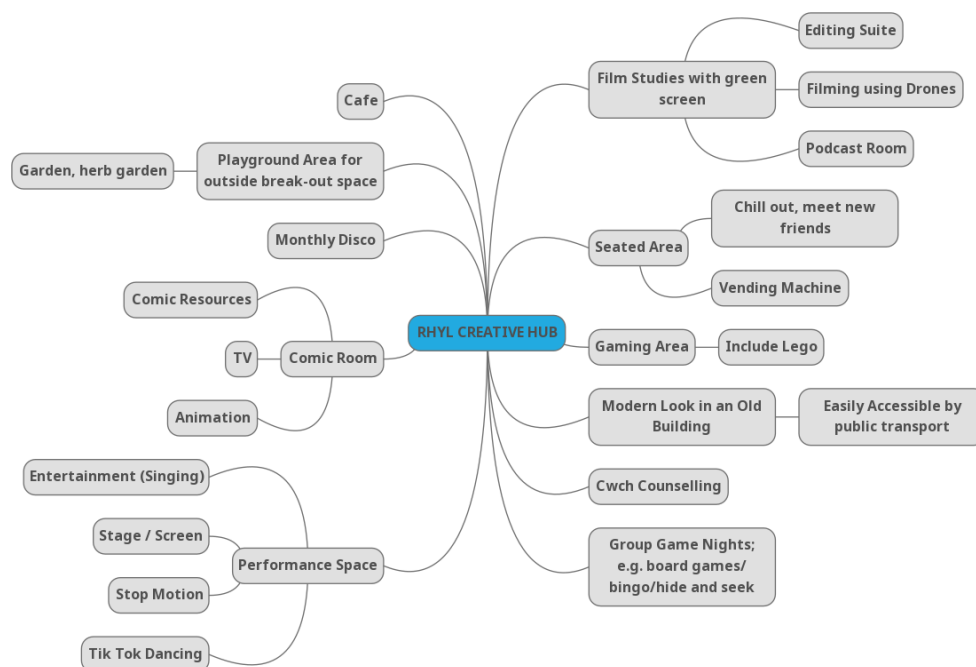 RHYL CREATIVE HUB
Cafe
Playground Area for
outside break-out space
Garden, herb garden
Monthly Disco
Comic Room
Comic Resources
TV
Animation
Performance Space
Entertainment (Singing)
Stage / Screen
Stop Motion
Tik Tok Dancing
Film Studies with green
screen
Editing Suite
Filming using Drones
Podcast Room
Seated Area
Chill out, meet new
friends
Vending Machine
Gaming Area
Include Lego
Modern Look in an Old
Building
Easily Accessible by
public transport
Cwch Counselling
Group Game Nights;
e.g. board games/
bingo/hide and seek